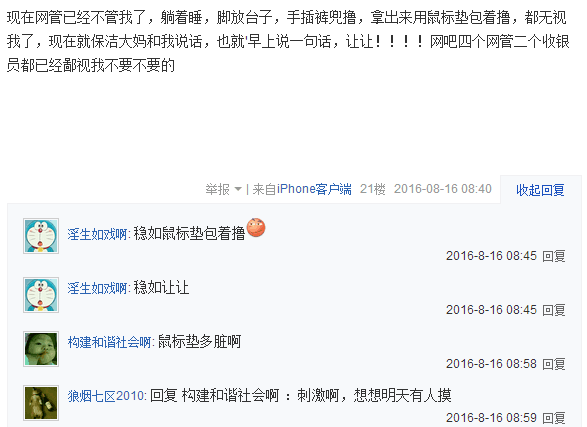 现在网管已经不管我了，躺着睡，脚放台子，手插裤兜撸，拿出来用鼠标垫包着撸，都无视
我了，现在就保洁大妈和我说话，也就'早上说一句话，让让！！！！网吧四个网管二个收银
员都已经鄙视我不要不要的
举报 | 来自iPhone客户端 21楼 2016-08-16 08:40 收起回复
淫生如戏啊: 稳如鼠标垫包着撸
2016-8-16 08:45 回复
淫生如戏啊: 稳如让让
2016-8-16 08:45 回复
构建和谐社会啊: 鼠标垫多脏啊
2016-8-16 08:58 回复
狼烟七区2010: 回复 构建和谐社会啊 ：刺激啊，想想明天有人摸
2016-8-16 08:59 回复